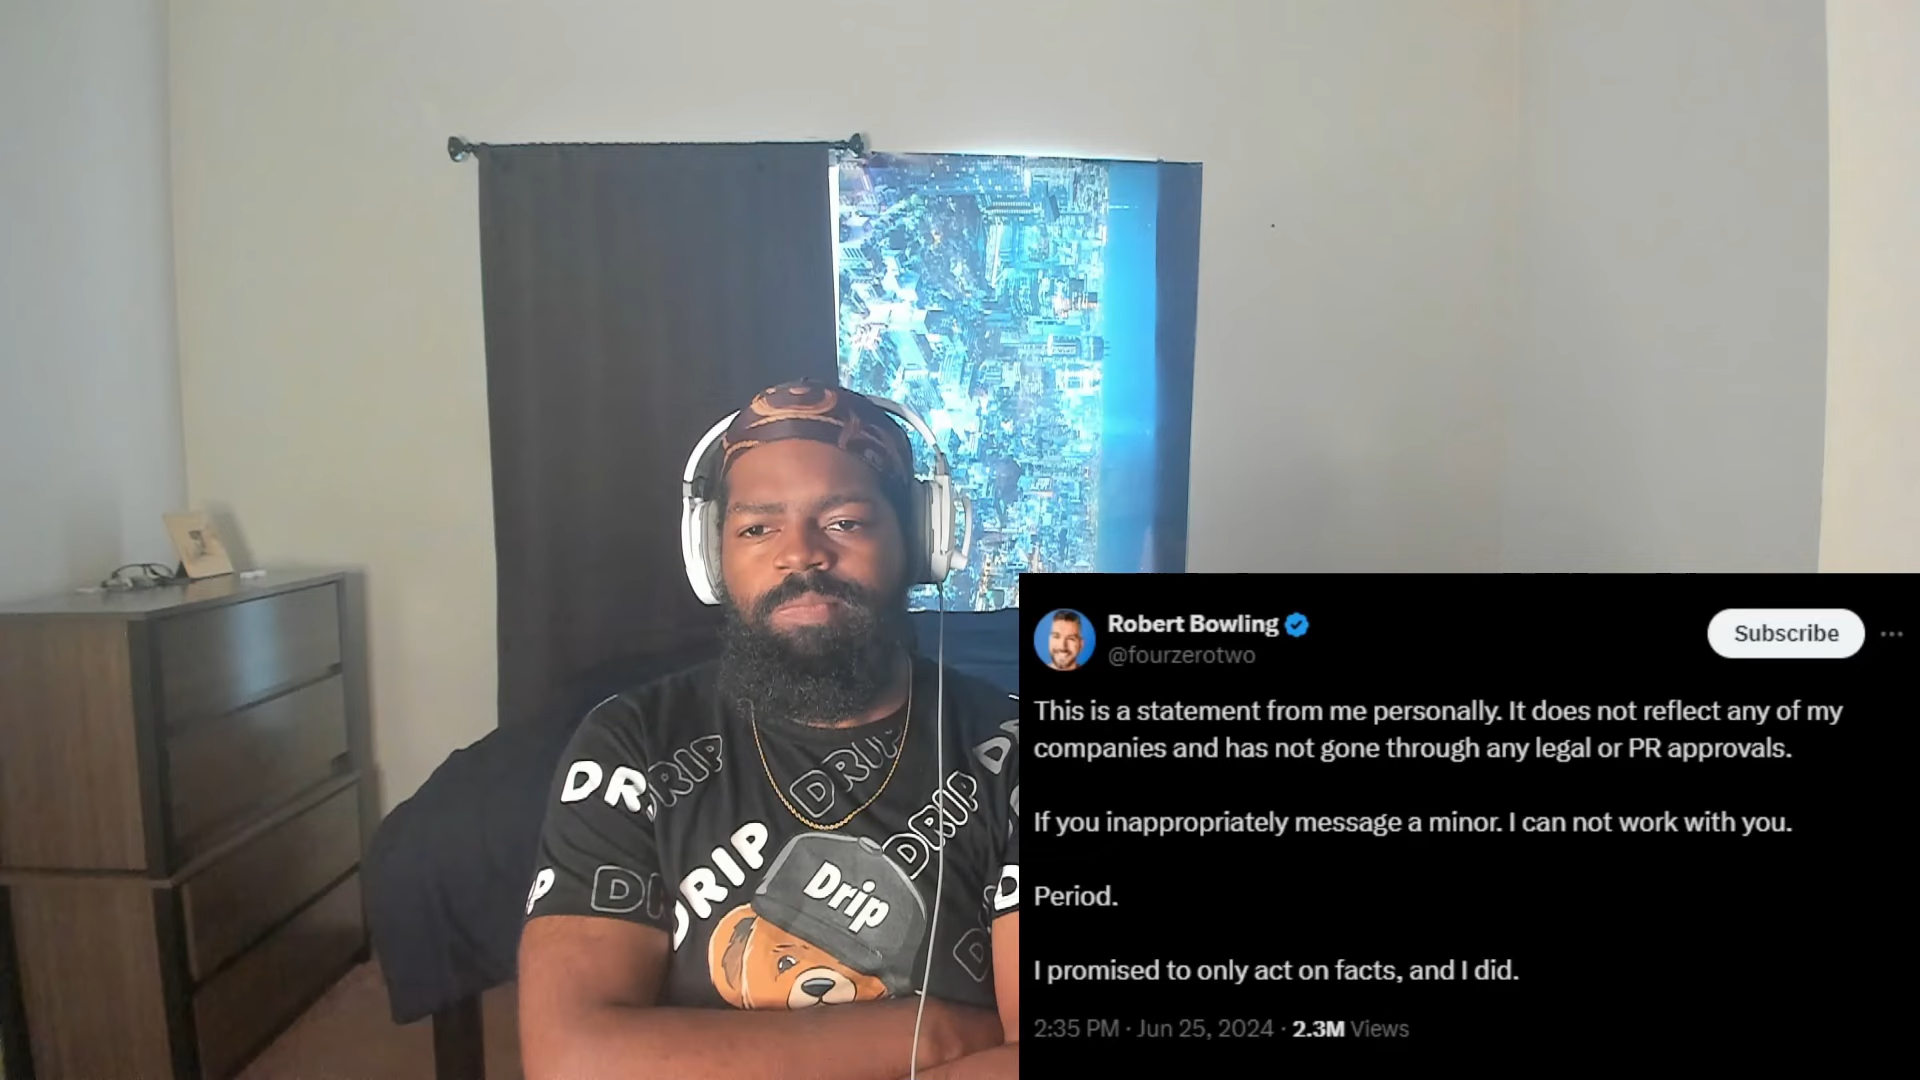 Robert Bowling
@fourzerotwo
Subscribe
This is a statement from me personally. It does not reflect any of my
companies and has not gone through any legal or PR approvals.
If you inappropriately message a minor. I can not work with you.
Period.
I promised to only act on facts, and I did.
2:35 PM · Jun 25, 2024 · 2.3M Views
DRIP
DRIP
DRIP
DRIP
Drip